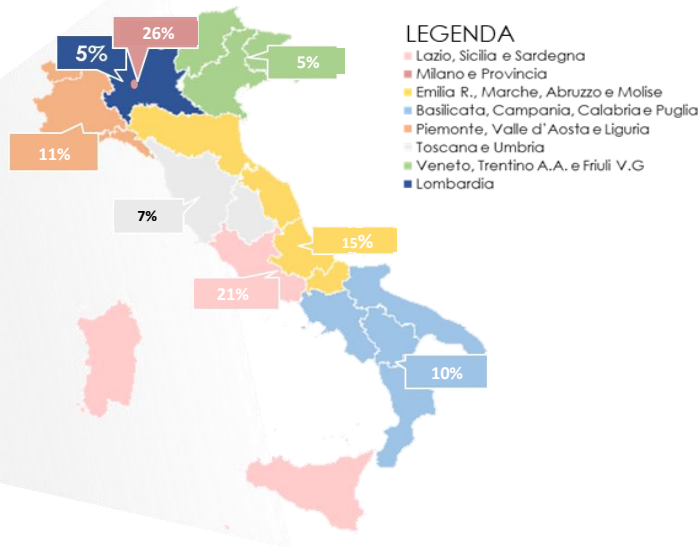 26%
5%
5%
11%
7%
15%
21%
10%
LEGENDA
Lazio, Sicilia e Sardegna
Milano e Provincia
Emilia R., Marche, Abruzzo e Molise
Basilicata, Campania, Calabria e Puglia
Piemonte, Valle d'Aosta e Liguria
Toscana e Umbria
Veneto, Trentino A.A. e Friuli V.G
Lombardia